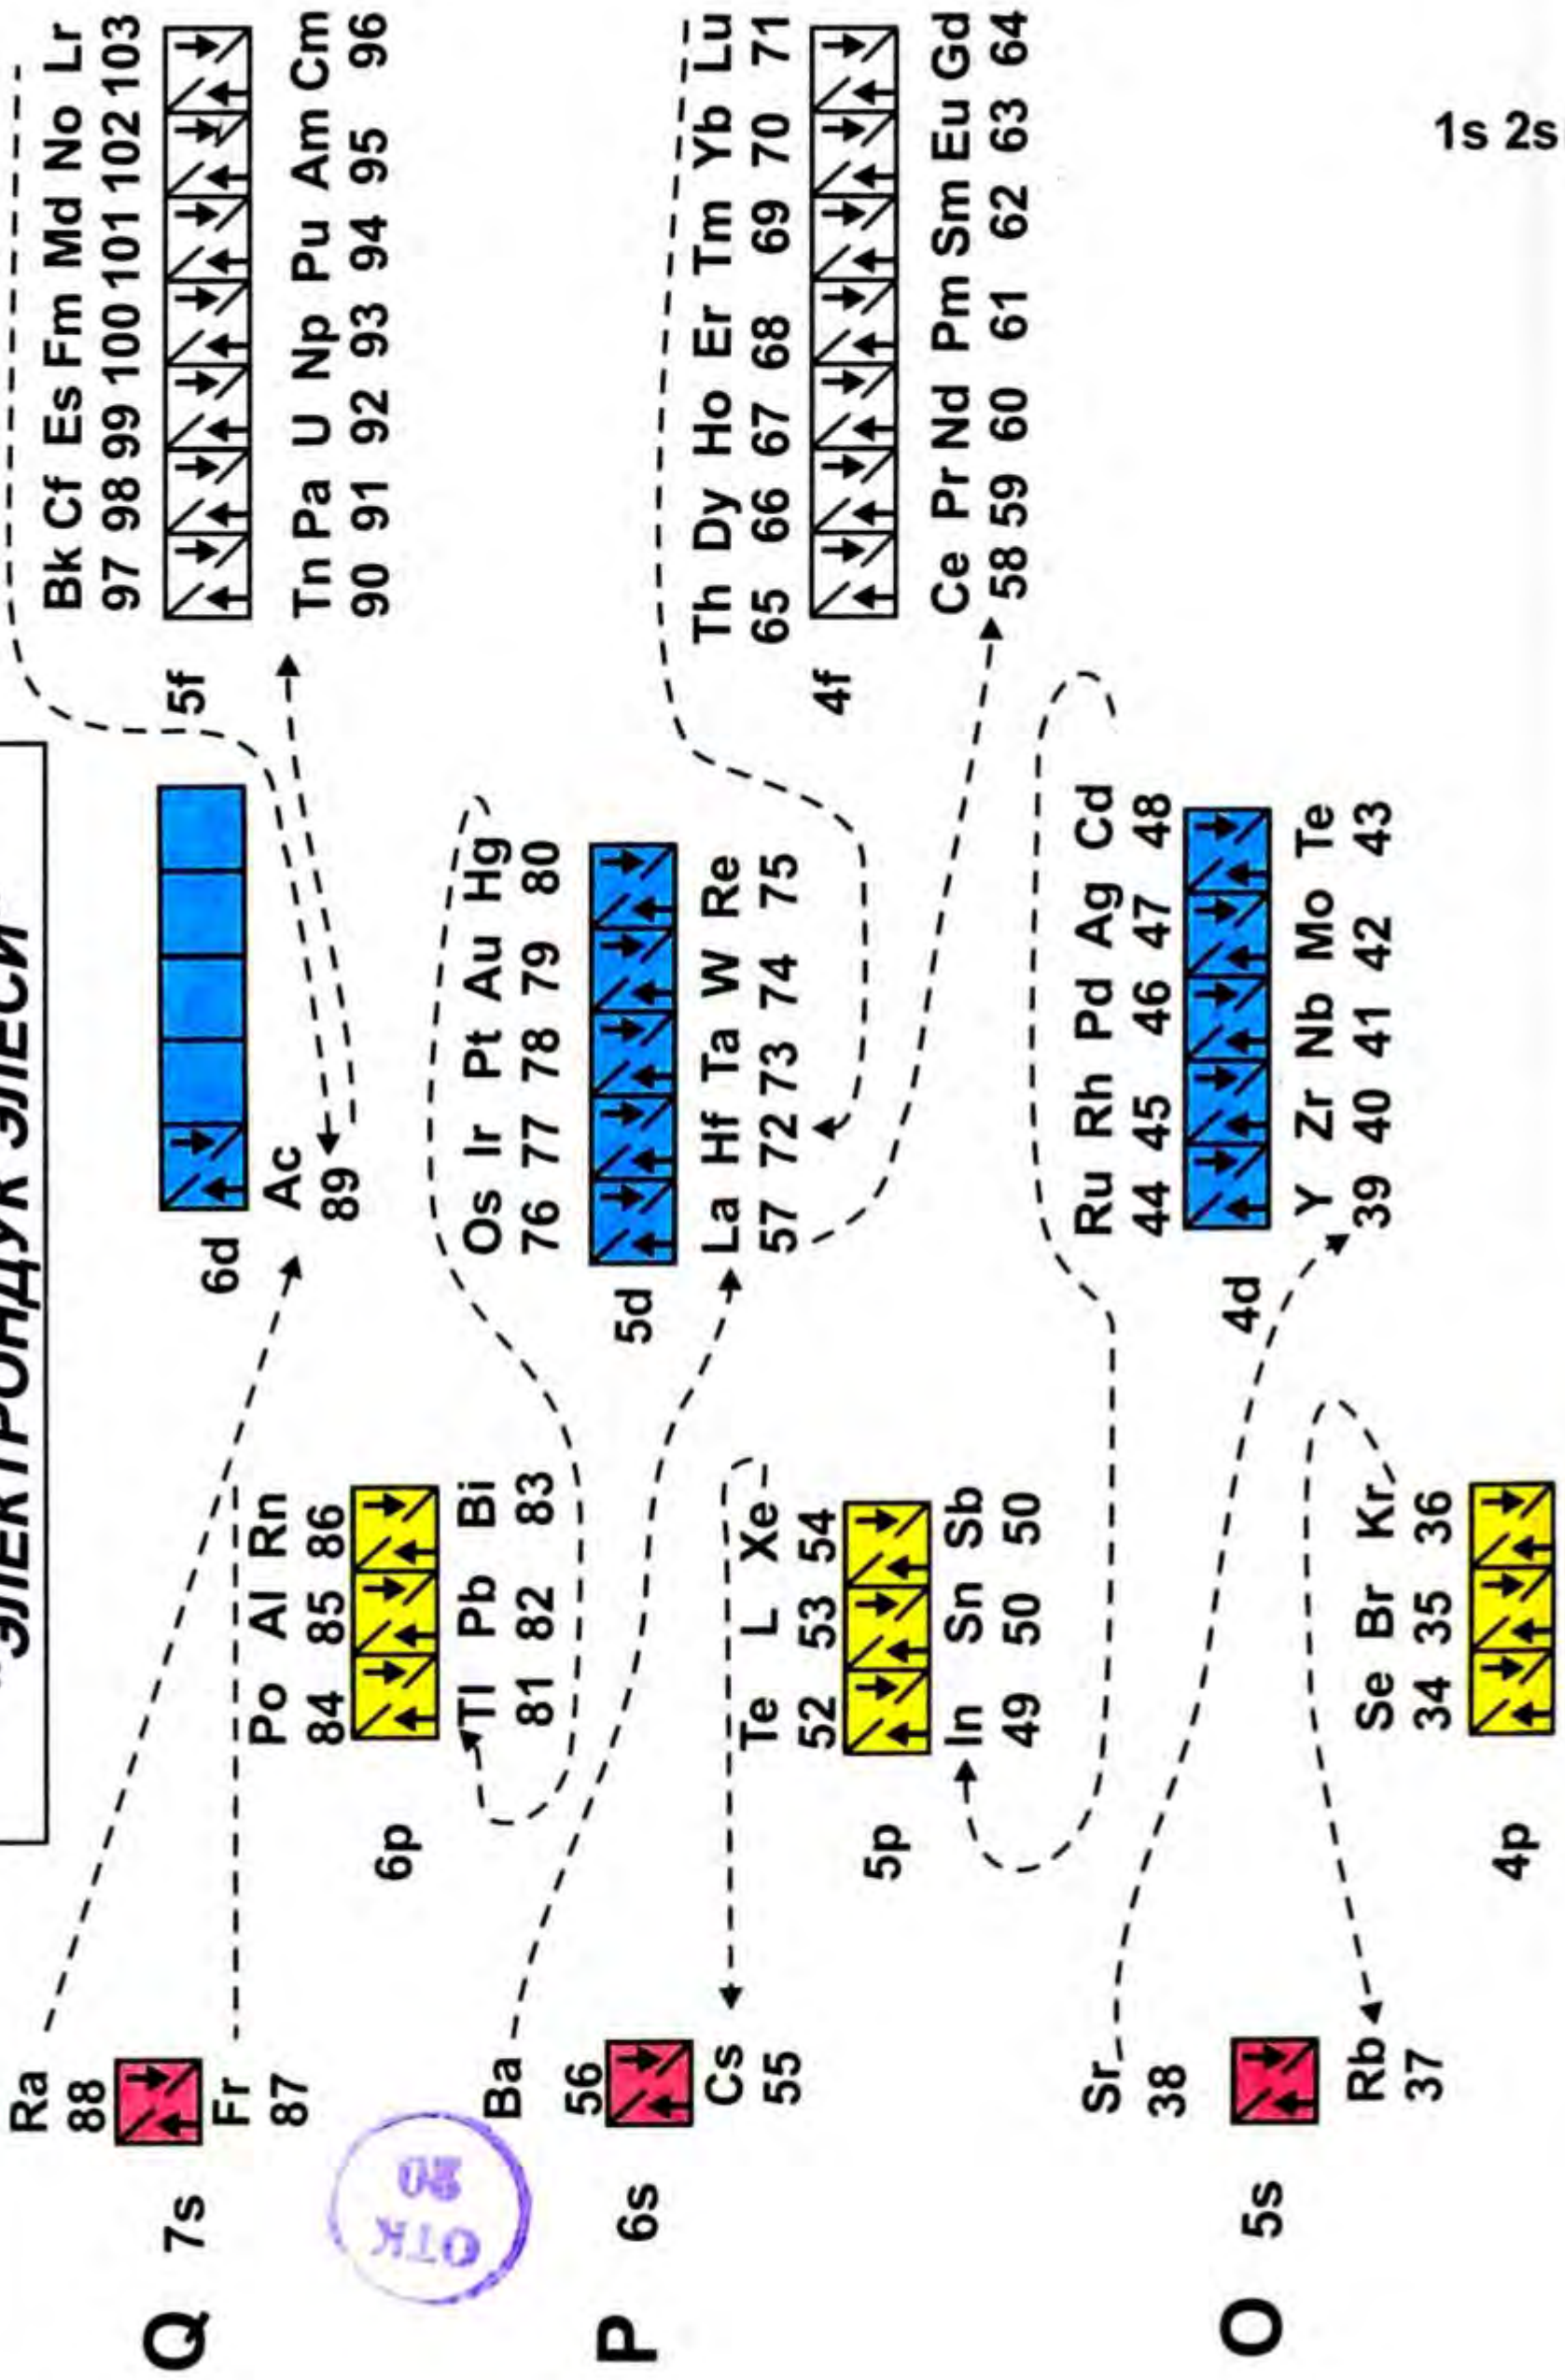 "ЭЛЕКТРОНДУК ЭЛЕСИ"
Ra
88
Q 7s
Fr
87
Po Al Rn
84 85 86
6p
Tl Pb Bi
81 82 83
6d
Ac
89
Bk Cf Es Fm Md No Lr
97 98 99 100 101 102 103
5f
Tn Pa U Np Pu Am Cm
90 91 92 93 94 95 96
ОТК
20
Ba
56
P 6s
Cs
55
Te L Xe
52 53 54
5p
In Sn Sb
49 50 50
Os Ir Pt Au Hg
76 77 78 79 80
5d
La Hf Ta W Re
57 72 73 74 75
Th Dy Ho Er Tm Yb Lu
65 66 67 68 69 70 71
4f
Ce Pr Nd Pm Sm Eu Gd
58 59 60 61 62 63 64
Sr
38
O 5s
Rb
37
Se Br Kr
34 35 36
4p
Ru Rh Pd Ag Cd
44 45 46 47 48
4d
Y Zr Nb Mo Te
39 40 41 42 43
1s 2s